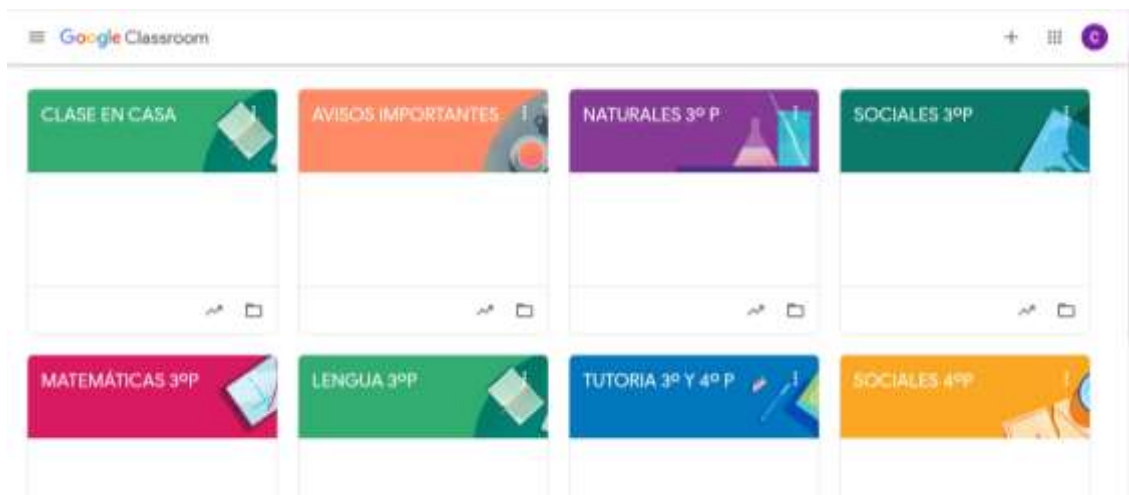 Google Classroom
C
CLASE EN CASA
AVISOS IMPORTANTES
NATURALES 3º P
SOCIALES 3ºP
MATEMÁTICAS 3ºP
LENGUA 3ºP
TUTORIA 3º Y 4º P
SOCIALES 4ºP